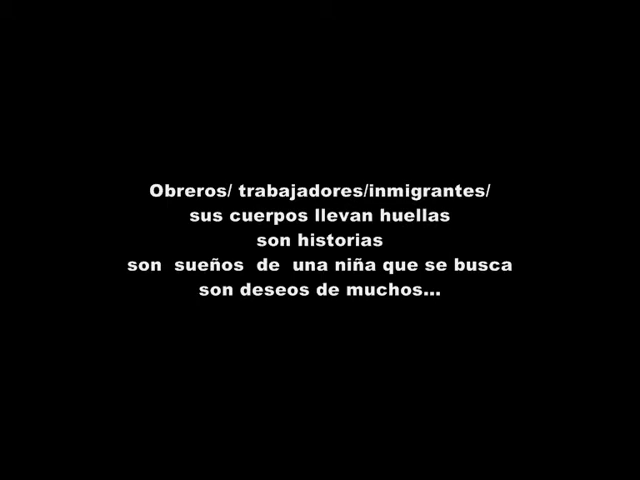 Obreros/ trabajadores/inmigrantes/
sus cuerpos llevan huellas
son historias
son sueños de una niña que se busca
son deseos de muchos...